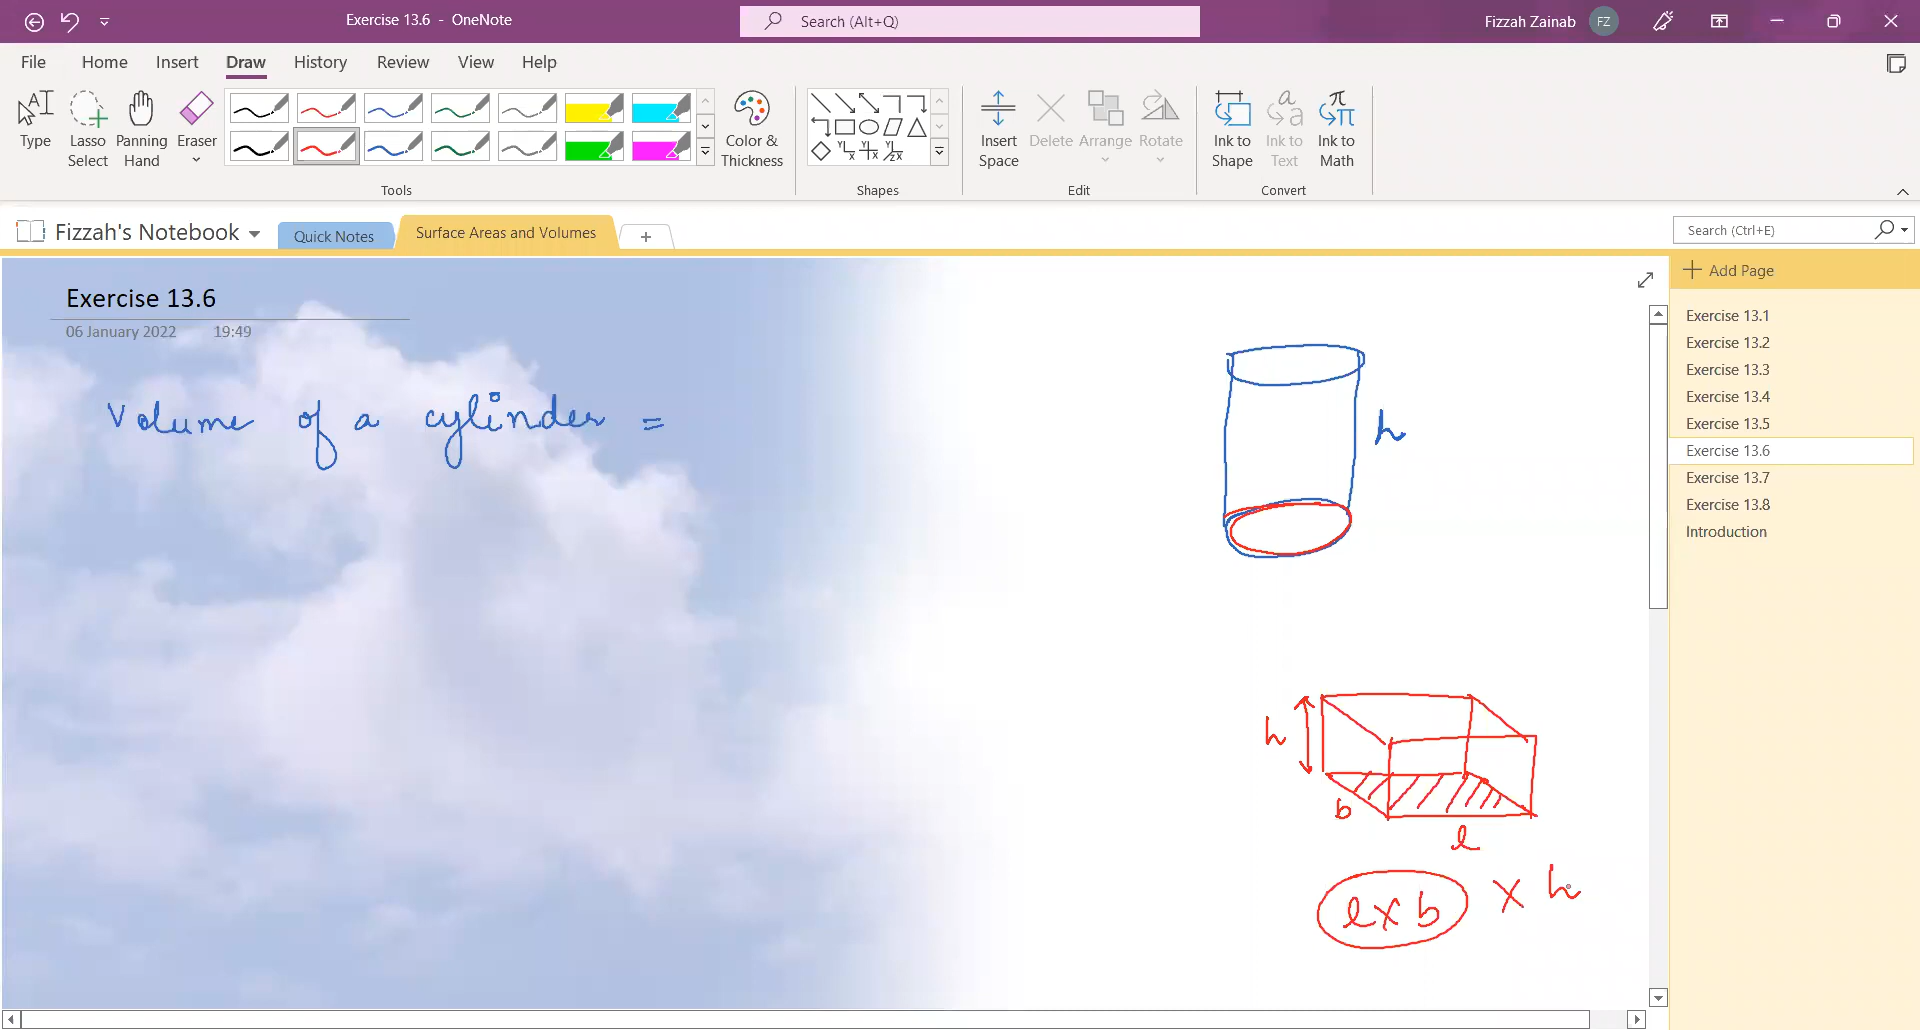 Exercise 13.6 - OneNote
Search (Alt+Q)
Fizzah Zainab
FZ
File Home Insert Draw History Review View Help
Type
Lasso Select
Panning Hand
Eraser
Color & Thickness
Insert Space
Delete
Arrange
Rotate
Ink to Shape
Ink to Text
Ink to Math
Tools
Shapes
Edit
Convert
Fizzah's Notebook
Quick Notes
Surface Areas and Volumes
Search (Ctrl+E)
Add Page
Exercise 13.1
Exercise 13.2
Exercise 13.3
Exercise 13.4
Exercise 13.5
Exercise 13.6
Exercise 13.7
Exercise 13.8
Introduction
Exercise 13.6
06 January 2022 19:49
Volume of a cylinder =
h
h
b
l
l x b x h